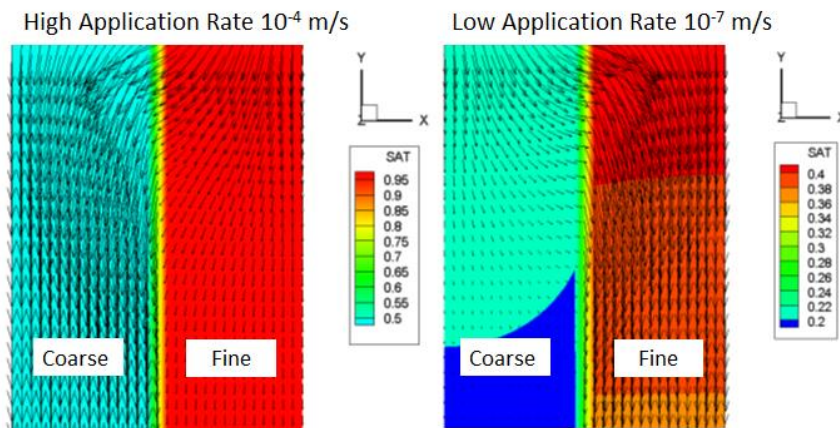 High Application Rate 10⁻⁴ m/s
Y
Z X
SAT
0.95
0.9
0.85
0.8
0.75
0.7
0.65
0.6
0.55
0.5
Coarse Fine
Low Application Rate 10⁻⁷ m/s
Y
Z X
SAT
0.4
0.38
0.36
0.34
0.32
0.3
0.28
0.26
0.24
0.22
0.2
Coarse Fine